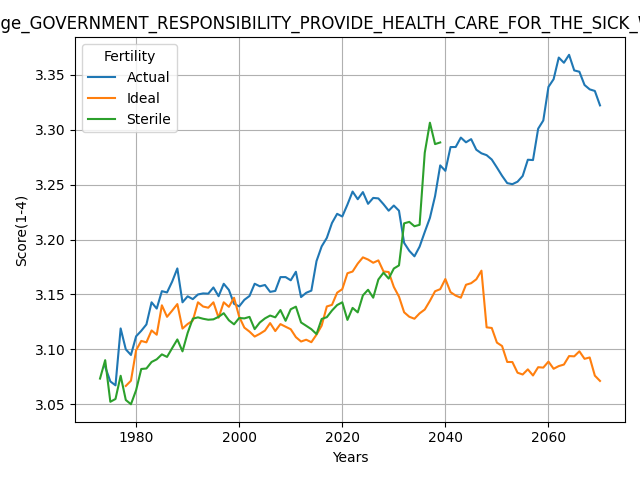 ge_GOVERNMENT_RESPONSIBILITY_PROVIDE_HEALTH_CARE_FOR_THE_SICK_
Fertility
Actual
Ideal
Sterile
Score(1-4)
3.35
3.30
3.25
3.20
3.15
3.10
3.05
1980 2000 2020 2040 2060
Years